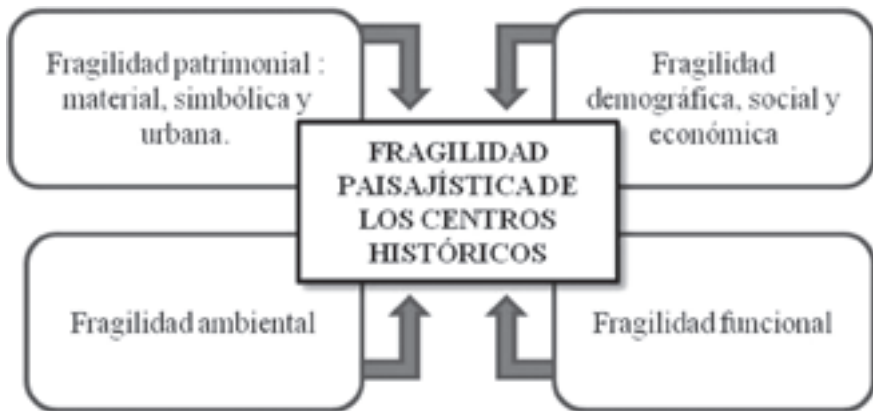 Fragilidad patrimonial :
material, simbólica y
urbana.
Fragilidad
demográfica, social y
económica
FRAGILIDAD
PAISAJÍSTICA DE
LOS CENTROS
HISTÓRICOS
Fragilidad ambiental
Fragilidad funcional